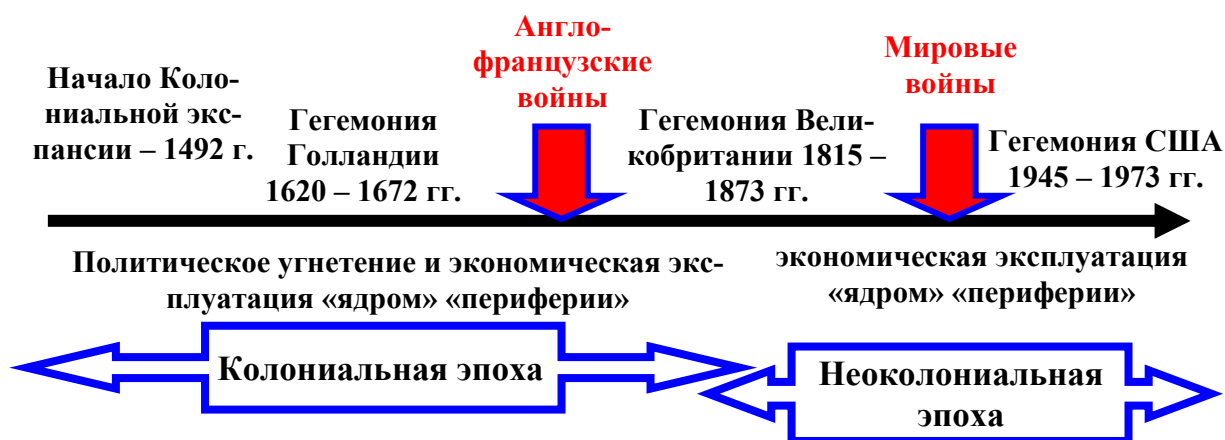 Начало Коло-
ниальной экс-
пансии – 1492 г.
Гегемония
Голландии
1620 – 1672 гг.
Англо-
французские
войны
Гегемония Вели-
кобритании 1815 –
1873 гг.
Мировые
войны
Гегемония США
1945 – 1973 гг.
Политическое угнетение и экономическая экс-
плуатация «ядром» «периферии»
экономическая эксплуатация
«ядром» «периферии»
Колониальная эпоха
Неоколониальная
эпоха